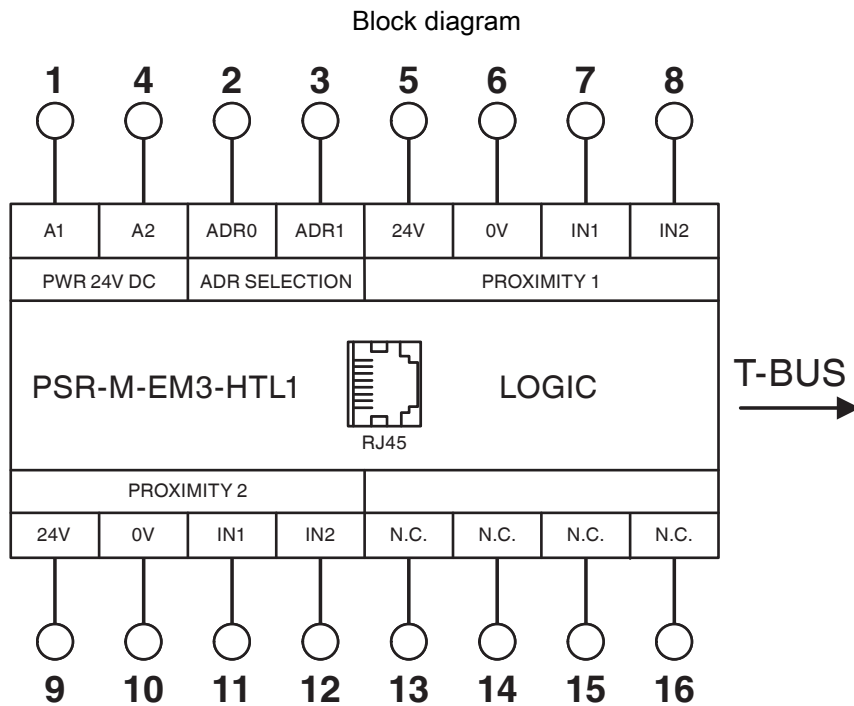 Block diagram
1 4 2 3 5 6 7 8
A1 A2 ADR0 ADR1 24V 0V IN1 IN2
PWR 24V DC ADR SELECTION PROXIMITY 1
PSR-M-EM3-HTL1 LOGIC T-BUS
RJ45
PROXIMITY 2
24V 0V IN1 IN2 N.C. N.C. N.C. N.C.
9 10 11 12 13 14 15 16